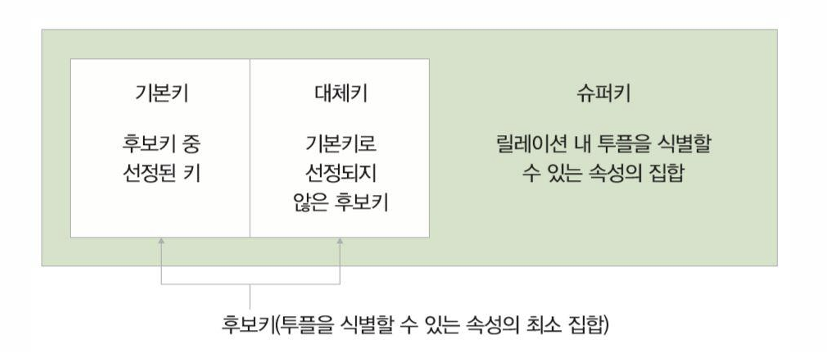 기본키
후보키 중
선정된 키
대체키
기본키로
선정되지
않은 후보키
슈퍼키
릴레이션 내 투플을 식별할
수 있는 속성의 집합
후보키(투플을 식별할 수 있는 속성의 최소 집합)